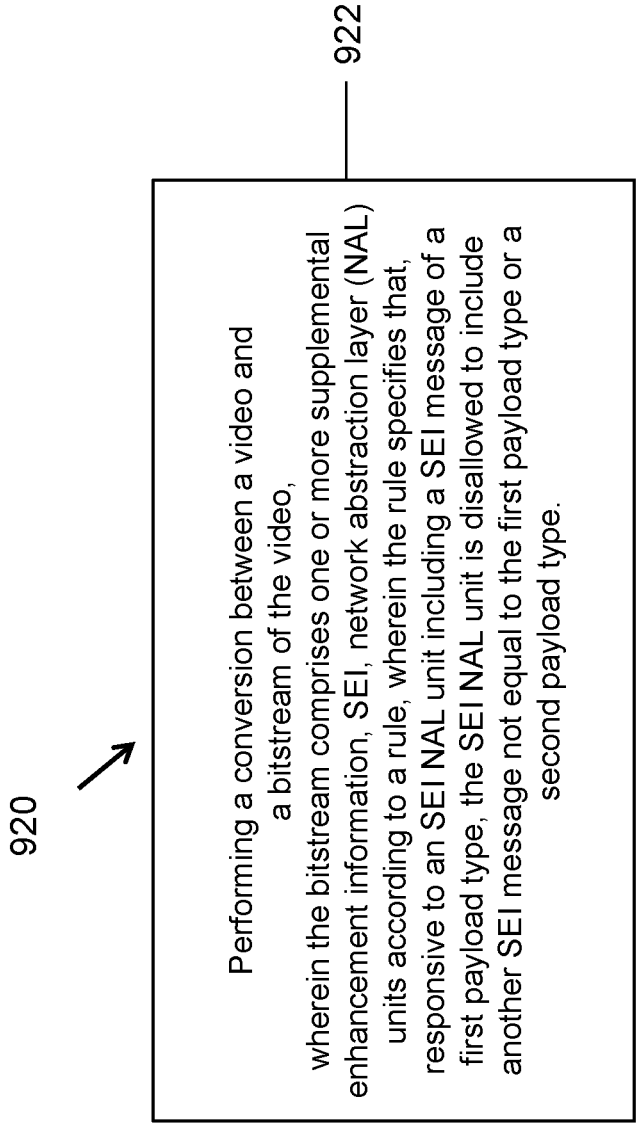 920
Performing a conversion between a video and
a bitstream of the video,
wherein the bitstream comprises one or more supplemental
enhancement information, SEI, network abstraction layer (NAL)
units according to a rule, wherein the rule specifies that,
responsive to an SEI NAL unit including a SEI message of a
first payload type, the SEI NAL unit is disallowed to include
another SEI message not equal to the first payload type or a
second payload type.
922